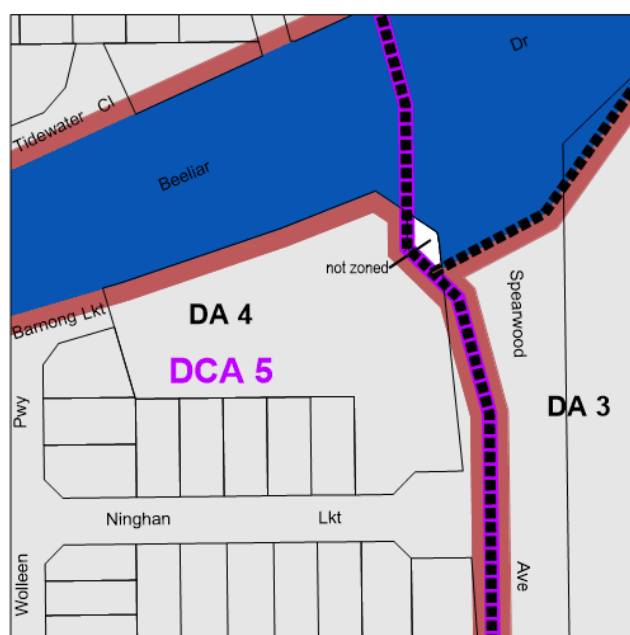 Dr
Tidewater Cl
Beeliar
not zoned
Spearwood
Barnong Lkt
DA 4
DCA 5
DA 3
Pwy
Ninghan Lkt
Wolleen
Ave